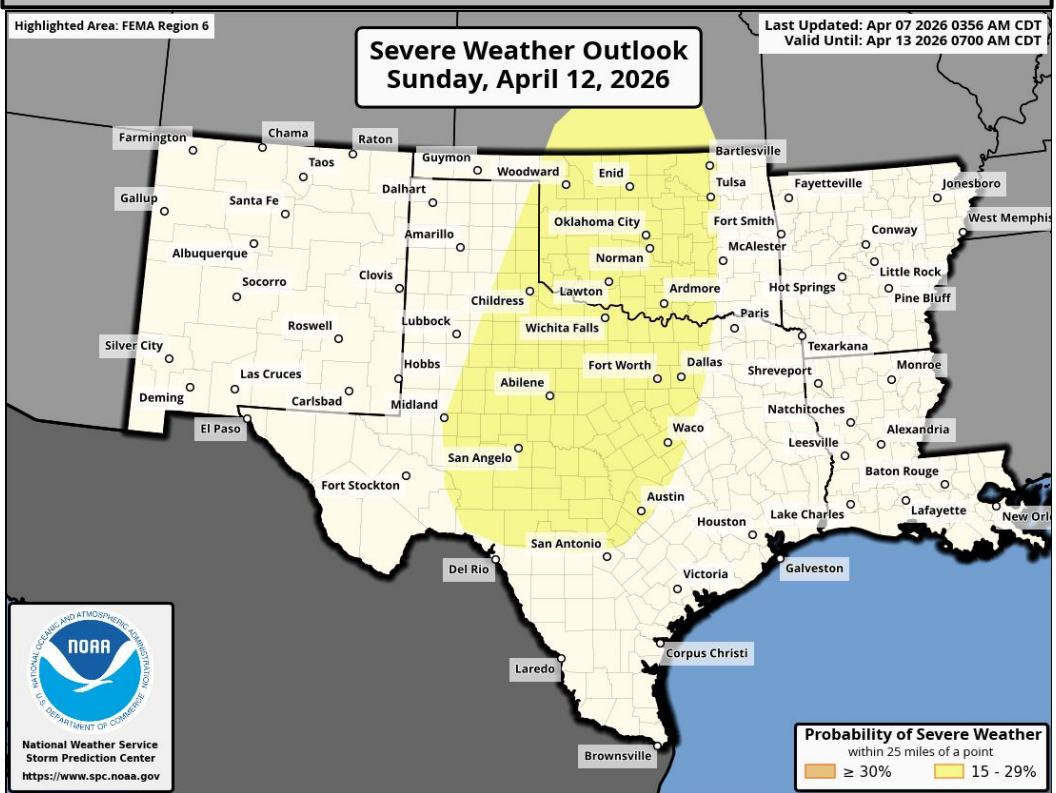 Highlighted Area: FEMA Region 6
Severe Weather Outlook
Sunday, April 12, 2026
Last Updated: Apr 07 2026 0356 AM CDT
Valid Until: Apr 13 2026 0700 AM CDT
Farmington
Chama
Raton
Taos
Guymon
Woodward
Enid
Bartlesville
Tulsa
Fayetteville
Jonesboro
Gallup
Santa Fe
Dalhart
Oklahoma City
Fort Smith
Conway
West Memphis
Albuquerque
Amarillo
Norman
McAlester
Little Rock
Socorro
Clovis
Childress
Lawton
Ardmore
Hot Springs
Pine Bluff
Roswell
Lubbock
Wichita Falls
Paris
Texarkana
Silver City
Las Cruces
Hobbs
Fort Worth
Dallas
Shreveport
Monroe
Deming
Carlsbad
Midland
Abilene
Natchitoches
El Paso
Waco
Leesville
Alexandria
San Angelo
Baton Rouge
Fort Stockton
Austin
Houston
Lake Charles
Lafayette
New Orl
San Antonio
Del Rio
Galveston
Victoria
Laredo
Corpus Christi
Brownsville
NATIONAL OCEANIC AND ATMOSPHERIC ADMINISTRATION
NOAA
U.S. DEPARTMENT OF COMMERCE
National Weather Service
Storm Prediction Center
https://www.spc.noaa.gov
Probability of Severe Weather
within 25 miles of a point
≥ 30%
15 - 29%